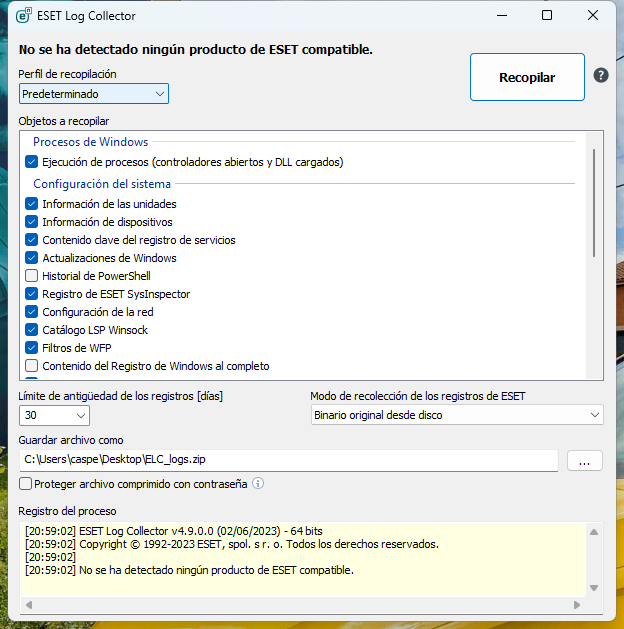 ESET Log Collector
No se ha detectado ningún producto de ESET compatible.
Perfil de recopilación
Predeterminado
Recopilar
?
Objetos a recopilar
Procesos de Windows
Ejecución de procesos (controladores abiertos y DLL cargados)
Configuración del sistema
Información de las unidades
Información de dispositivos
Contenido clave del registro de servicios
Actualizaciones de Windows
Historial de PowerShell
Registro de ESET SysInspector
Configuración de la red
Catálogo LSP Winsock
Filtros de WFP
Contenido del Registro de Windows al completo
Límite de antigüedad de los registros [días]
30
Modo de recolección de los registros de ESET
Binario original desde disco
Guardar archivo como
C:\Users\caspe\Desktop\ELC_logs.zip
...
Proteger archivo comprimido con contraseña
Registro del proceso
[20:59:02] ESET Log Collector v4.9.0.0 (02/06/2023) - 64 bits
[20:59:02] Copyright © 1992-2023 ESET, spol. s r. o. Todos los derechos reservados.
[20:59:02]
[20:59:02] No se ha detectado ningún producto de ESET compatible.